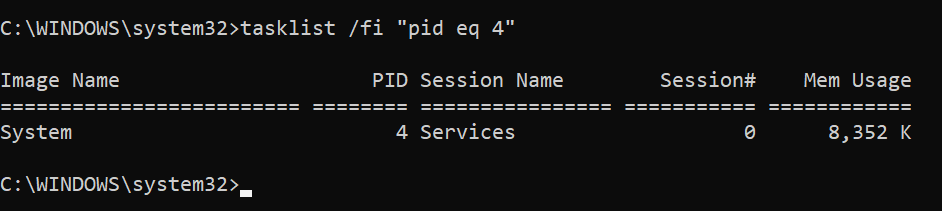 C:\WINDOWS\system32>tasklist /fi "pid eq 4"
Image Name                     PID Session Name        Session#    Mem Usage
========================= ======== ================ =========== ============
System                           4 Services                   0      8,352 K
C:\WINDOWS\system32>